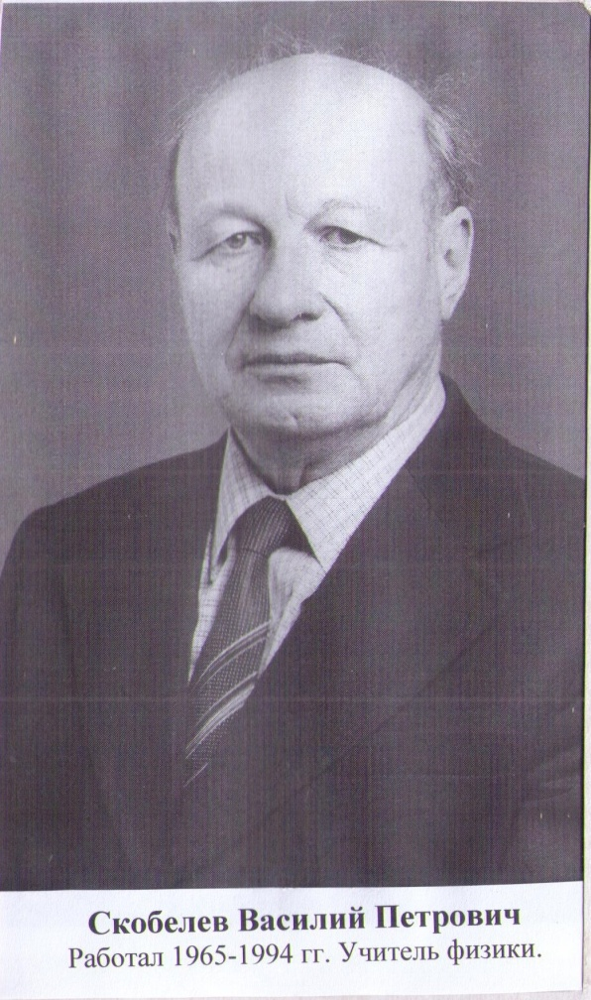 Скобелев Василий Петрович
Работал 1965-1994 гг. Учитель физики.